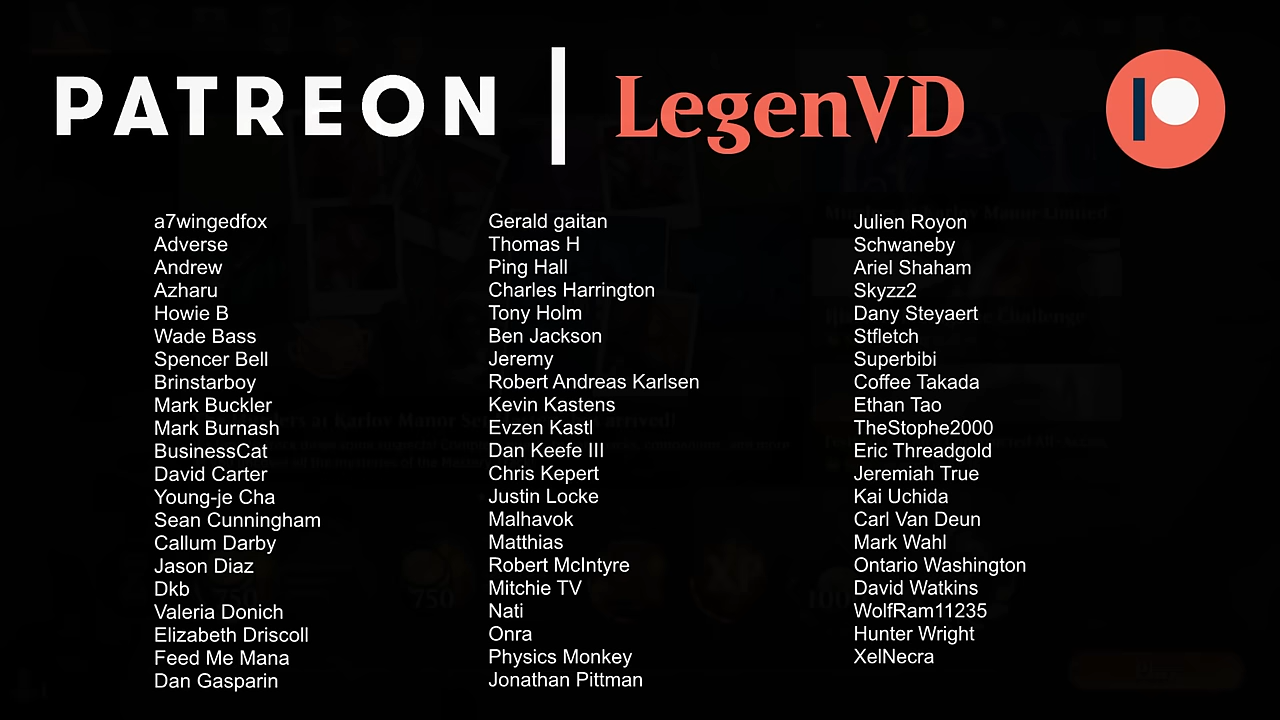 PATREON | LegenVD
a7wingedfox
Adverse
Andrew
Azharu
Howie B
Wade Bass
Spencer Bell
Brinstarboy
Mark Buckler
Mark Burnash
BusinessCat
David Carter
Young-je Cha
Sean Cunningham
Callum Darby
Jason Diaz
Dkb
Valeria Donich
Elizabeth Driscoll
Feed Me Mana
Dan Gasparin
Gerald gaitan
Thomas H
Ping Hall
Charles Harrington
Tony Holm
Ben Jackson
Jeremy
Robert Andreas Karlsen
Kevin Kastens
Evzen Kastl
Dan Keefe III
Chris Kepert
Justin Locke
Malhavok
Matthias
Robert McIntyre
Mitchie TV
Nati
Onra
Physics Monkey
Jonathan Pittman
Julien Royon
Schwaneby
Ariel Shaham
Skyzz2
Dany Steyaert
Stfletch
Superbibi
Coffee Takada
Ethan Tao
TheStophe2000
Eric Threadgold
Jeremiah True
Kai Uchida
Carl Van Deun
Mark Wahl
Ontario Washington
David Watkins
WolfRam11235
Hunter Wright
XelNecra